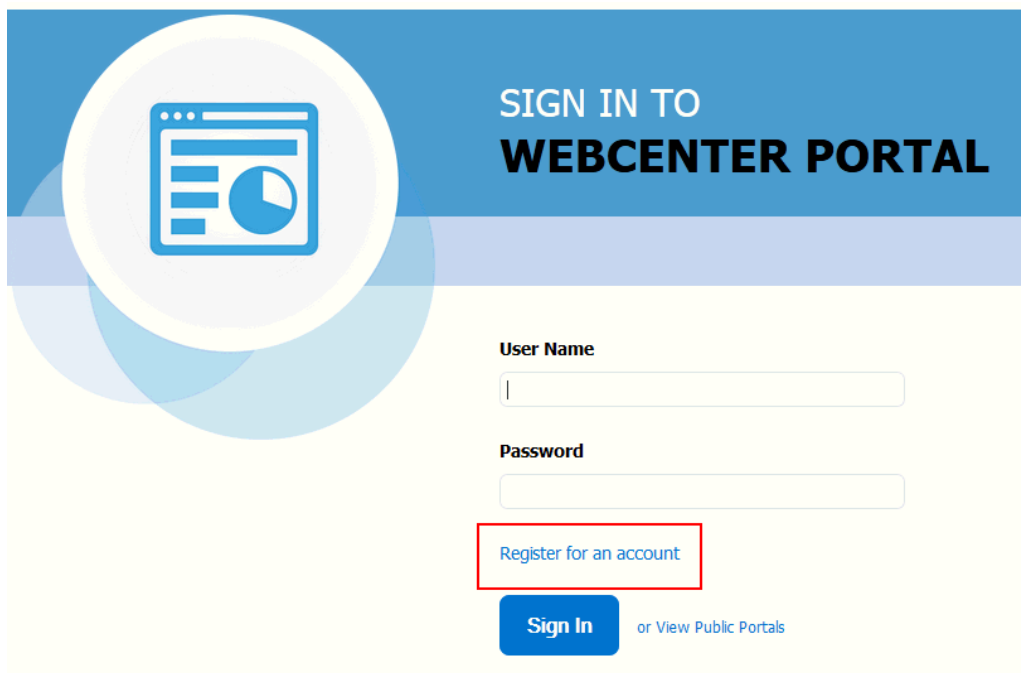 SIGN IN TO
WEBCENTER PORTAL
User Name
Password
Register for an account
Sign In or View Public Portals